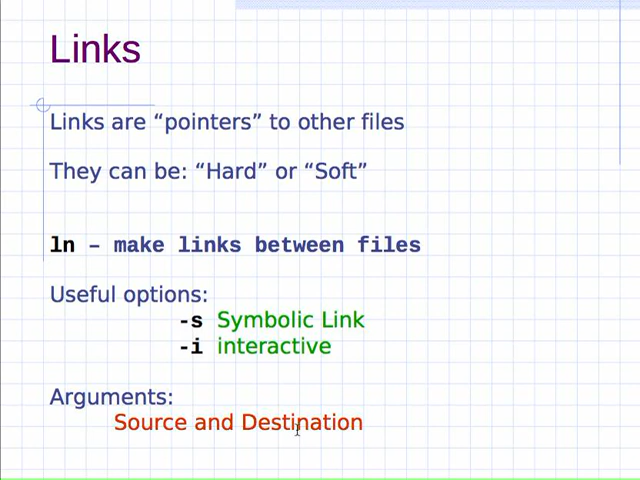 Links
Links are “pointers” to other files
They can be: “Hard” or “Soft”
ln – make links between files
Useful options:
-s Symbolic Link
-i interactive
Arguments:
Source and Destination